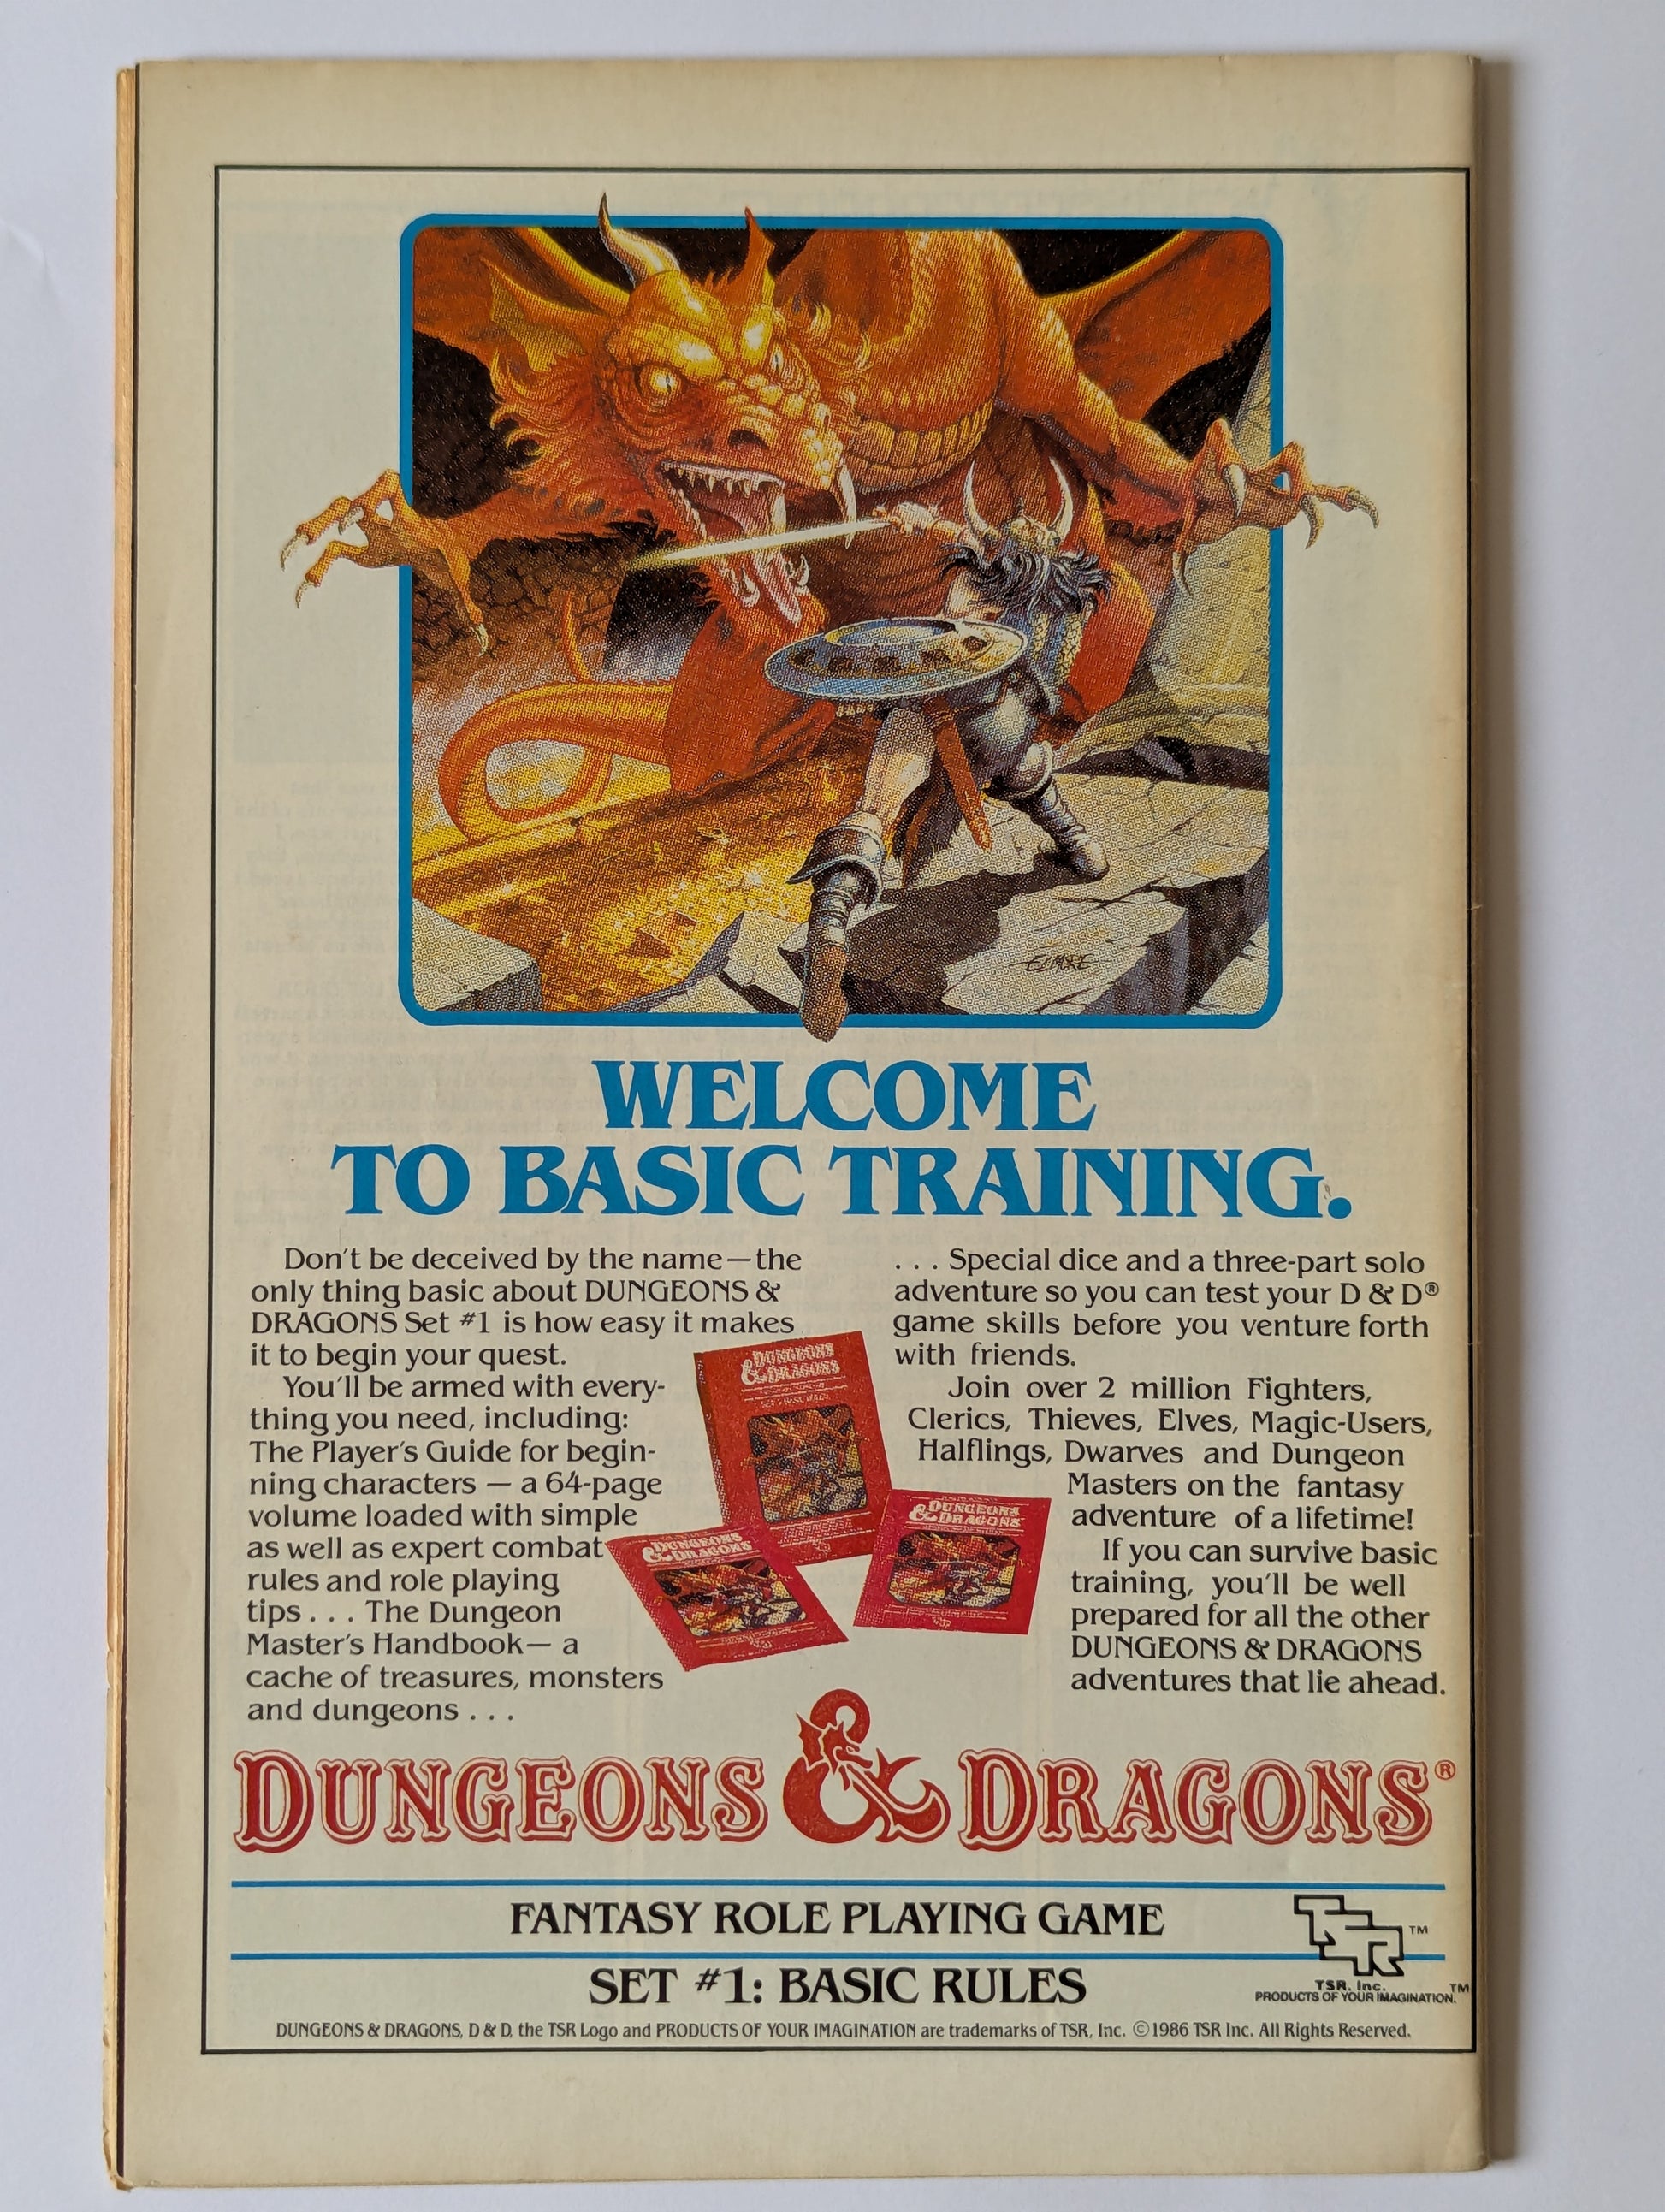 ELMORE
WELCOME
TO BASIC TRAINING.
Don't be deceived by the name—the
only thing basic about DUNGEONS &
DRAGONS Set #1 is how easy it makes
it to begin your quest.
You'll be armed with every-
thing you need, including:
The Player's Guide for begin-
ning characters — a 64-page
volume loaded with simple
as well as expert combat
rules and role playing
tips . . . The Dungeon
Master's Handbook— a
cache of treasures, monsters
and dungeons . . .
. . . Special dice and a three-part solo
adventure so you can test your D & D®
game skills before you venture forth
with friends.
Join over 2 million Fighters,
Clerics, Thieves, Elves, Magic-Users,
Halflings, Dwarves and Dungeon
Masters on the fantasy
adventure of a lifetime!
If you can survive basic
training, you'll be well
prepared for all the other
DUNGEONS & DRAGONS
adventures that lie ahead.
DUNGEONS
& DRAGONS
DUNGEONS
& DRAGONS
DUNGEONS
& DRAGONS
DUNGEONS & DRAGONS®
FANTASY ROLE PLAYING GAME
SET #1: BASIC RULES
TSR™
TSR, Inc.
PRODUCTS OF YOUR IMAGINATION.™
DUNGEONS & DRAGONS, D & D, the TSR Logo and PRODUCTS OF YOUR IMAGINATION are trademarks of TSR, Inc. ©1986 TSR Inc. All Rights Reserved.